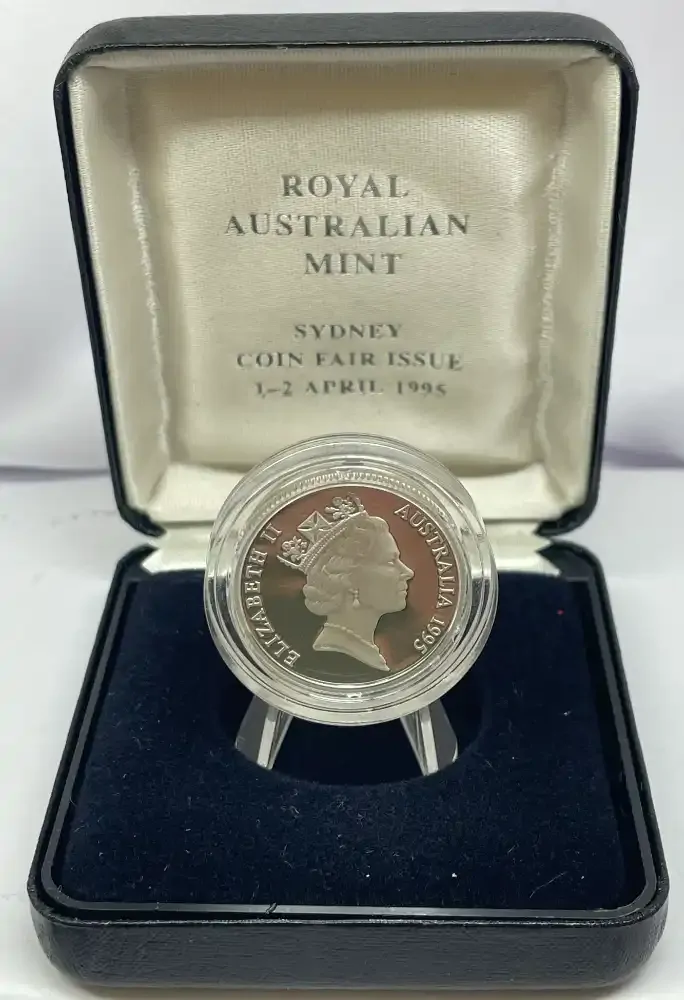 ROYAL
AUSTRALIAN
MINT
SYDNEY
COIN FAIR ISSUE
1-2 APRIL 1995
ELIZABETH II
AUSTRALIA 1995